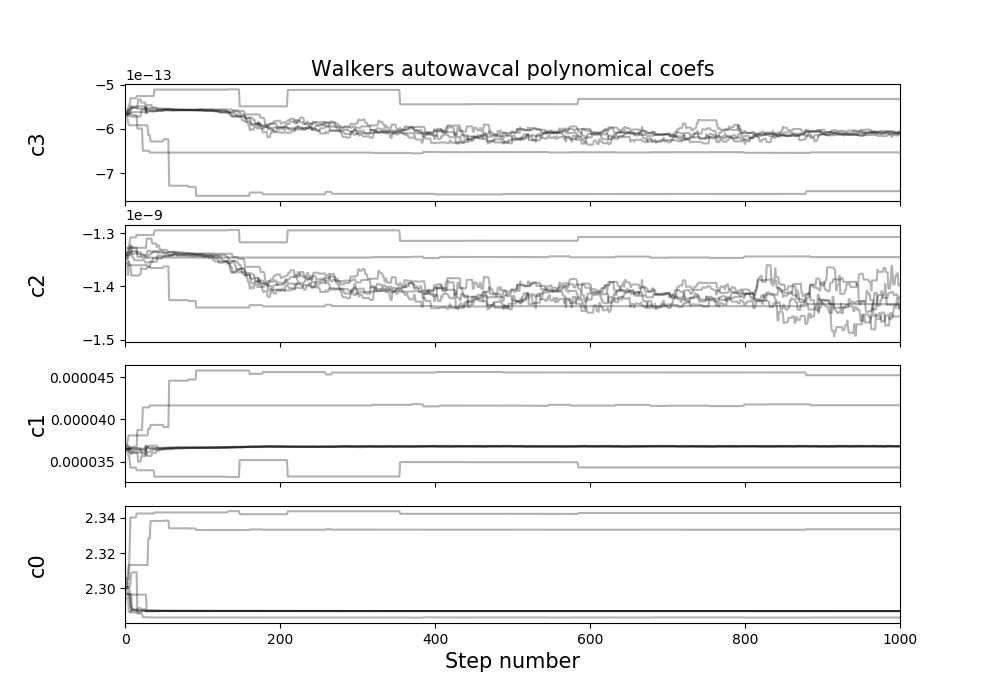 Walkers autowavcal polynomical coefs
1e−13
−5
−6
−7
c3
1e−9
−1.3
−1.4
−1.5
c2
0.000045
0.000040
0.000035
c1
2.34
2.32
2.30
c0
0 200 400 600 800 1000
Step number